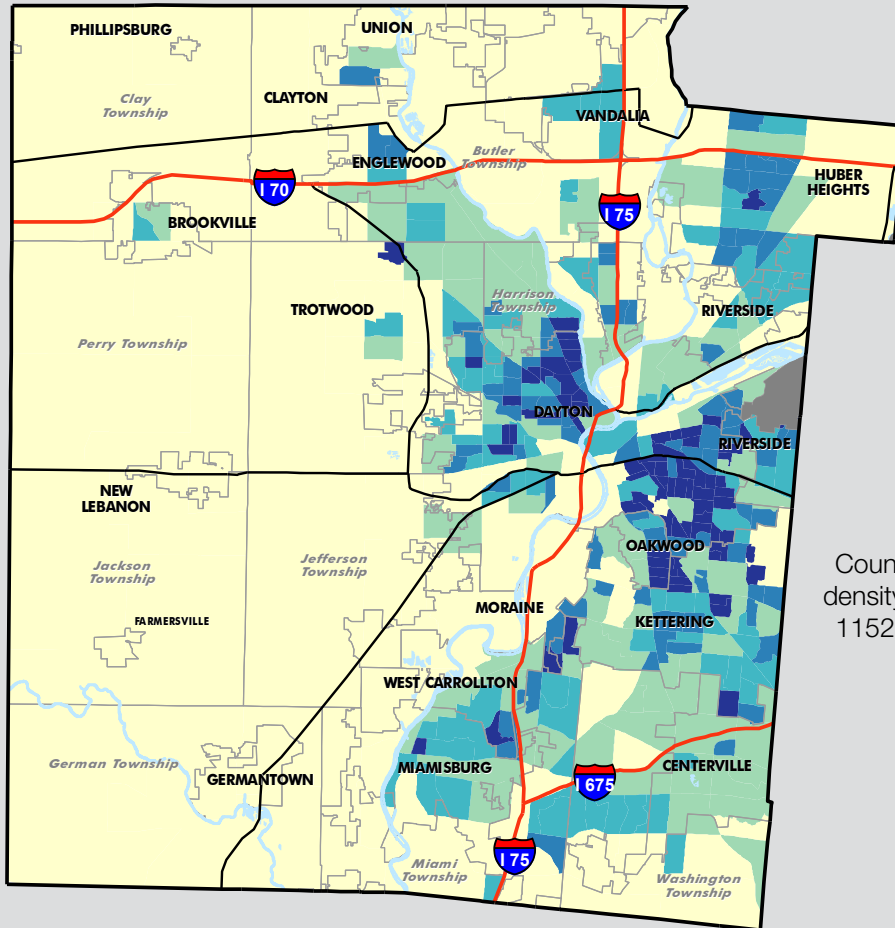 PHILLIPSBURG
UNION
Clay
Township
CLAYTON
VANDALIA
ENGLEWOOD
Butler
Township
I 70
HUBER
HEIGHTS
I 75
BROOKVILLE
Harrison
Township
TROTWOOD
RIVERSIDE
Perry Township
DAYTON
RIVERSIDE
NEW
LEBANON
OAKWOOD
Jackson
Township
Jefferson
Township
Coun
density
1152
MORAINE
FARMERSVILLE
KETTERING
WEST CARROLLTON
German Township
GERMANTOWN
MIAMISBURG
CENTERVILLE
I 675
I 75
Miami
Township
Washington
Township